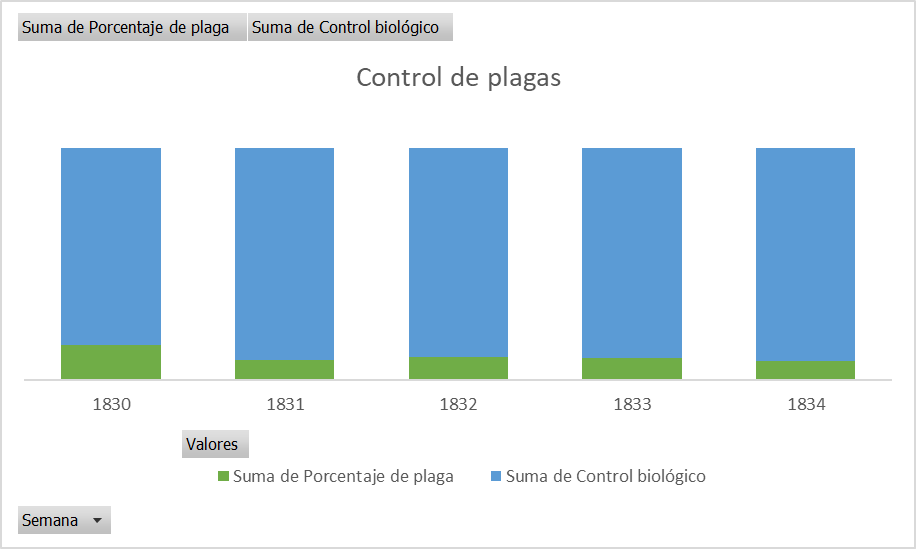 Suma de Porcentaje de plaga Suma de Control biológico
Control de plagas
1830 1831 1832 1833 1834
Valores
Suma de Porcentaje de plaga Suma de Control biológico
Semana